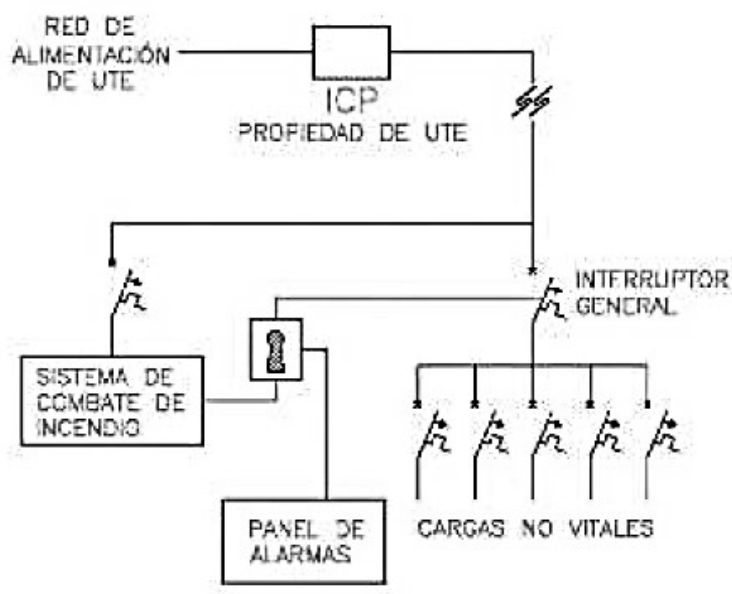 RED DE
ALIMENTACIÓN
DE UTE
ICP
PROPIEDAD DE UTE
INTERRUPTOR
GENERAL
SISTEMA DE
COMBATE DE
INCENDIO
PANEL DE
ALARMAS
CARGAS NO VITALES